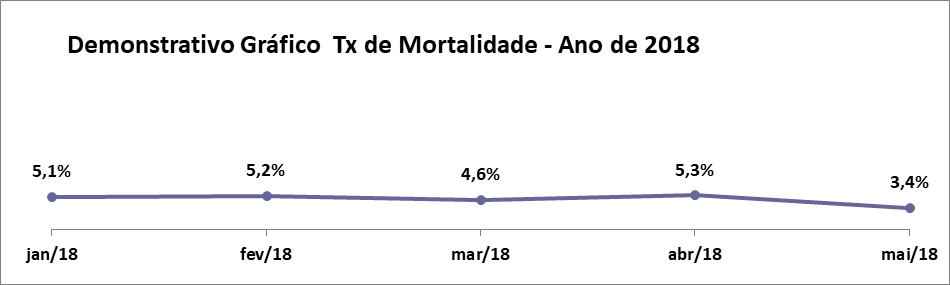 Demonstrativo Gráfico  Tx de Mortalidade - Ano de 2018
5,1% 5,2% 4,6% 5,3% 3,4%
jan/18 fev/18 mar/18 abr/18 mai/18